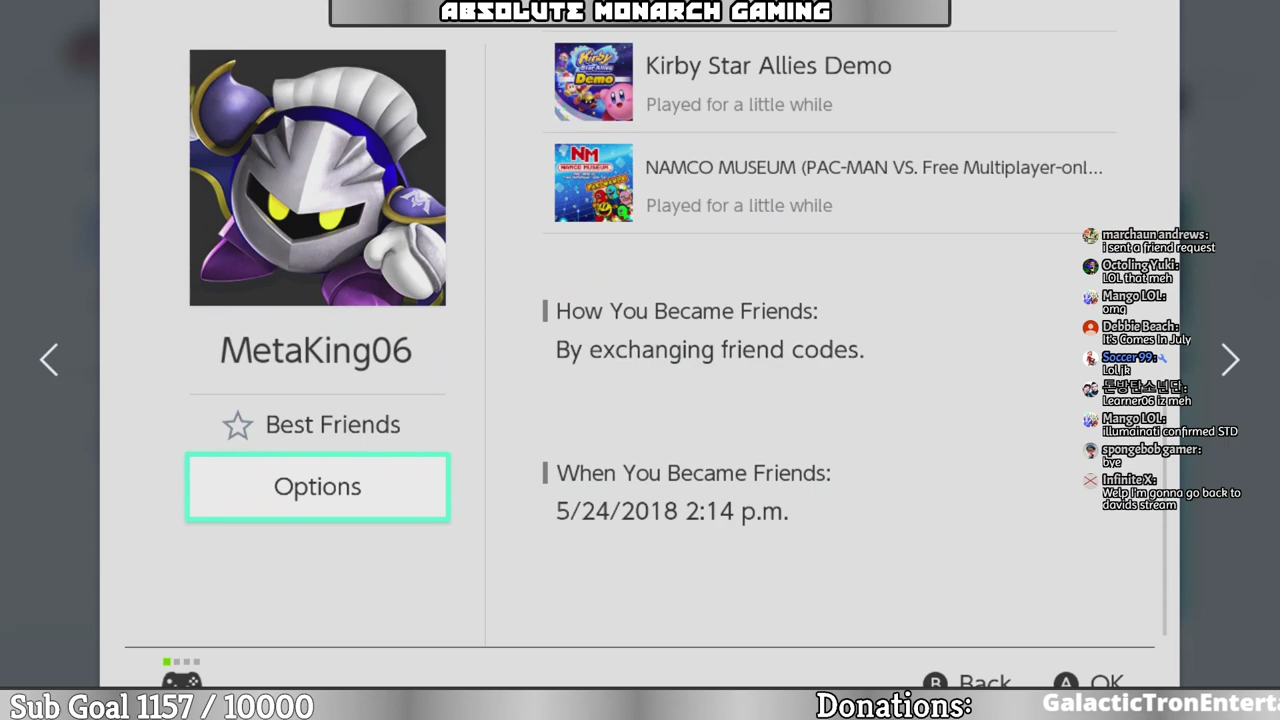 ABSOLUTE MONARCH GAMING
Kirby Star Allies Demo
Played for a little while
NAMCO MUSEUM (PAC-MAN VS. Free Multiplayer-onl...
Played for a little while
MetaKing06
Best Friends
Options
How You Became Friends:
By exchanging friend codes.
When You Became Friends:
5/24/2018 2:14 p.m.
marchaun andrews:
i sent a friend request
Octoling Yuki:
LOL that meh
Mango LOL:
omg
Debbie Beach:
It's Comes In July
Soccer 99:
Lol jk
Learner06 iz meh
Mango LOL:
illumainati confirmed STD
spongebob gamer:
bye
Infinite X:
Welp I'm gonna go back to
davids stream
B Back
A OK
Sub Goal 1157 / 10000
Donations:
GalacticTronEnterta